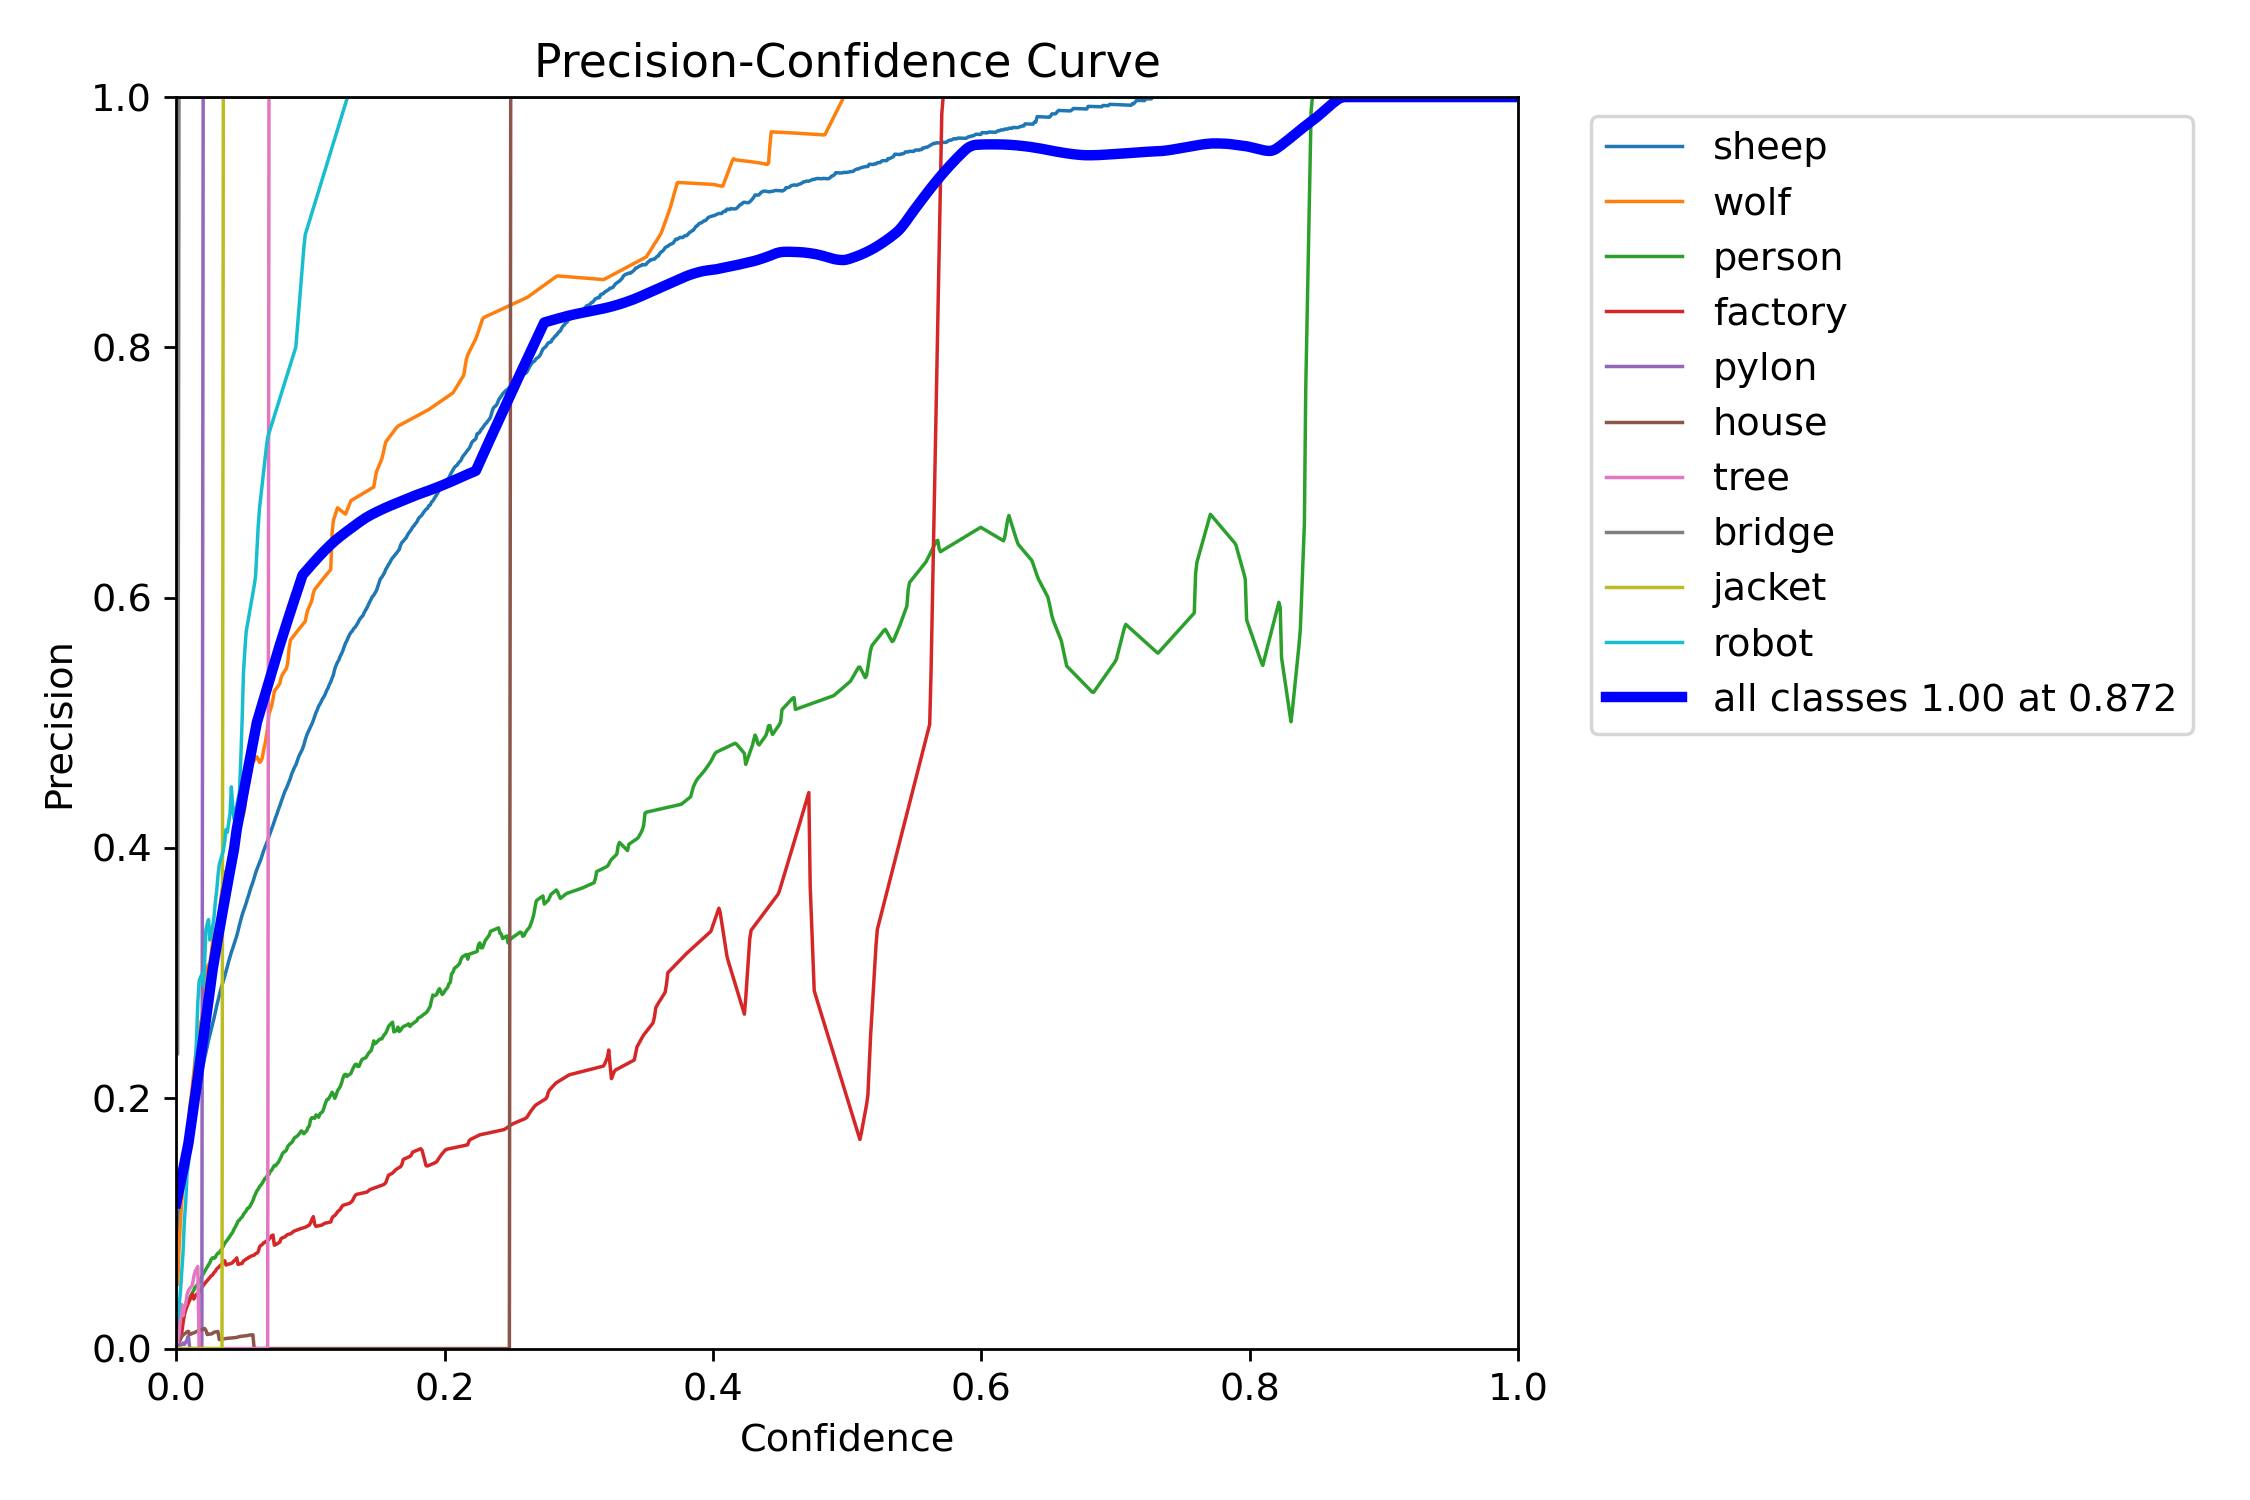 Precision-Confidence Curve
1.0
0.8
0.6
0.4
0.2
0.0
0.0 0.2 0.4 0.6 0.8 1.0
Precision
Confidence
sheep
wolf
person
factory
pylon
house
tree
bridge
jacket
robot
all classes 1.00 at 0.872